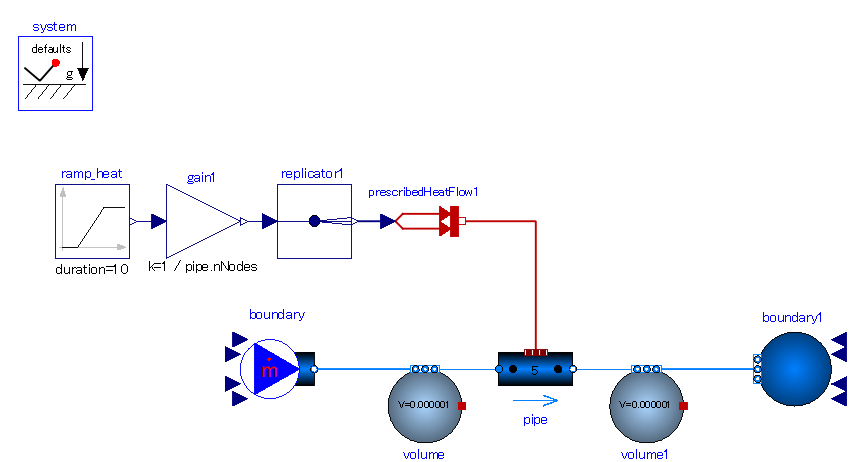 system
defaults
g
ramp_heat
gain1
replicator1
prescribedHeatFlow1
duration=10
k=1 / pipe.nNodes
boundary
boundary1
ṁ
5
V=0.000001
V=0.000001
pipe
volume
volume1